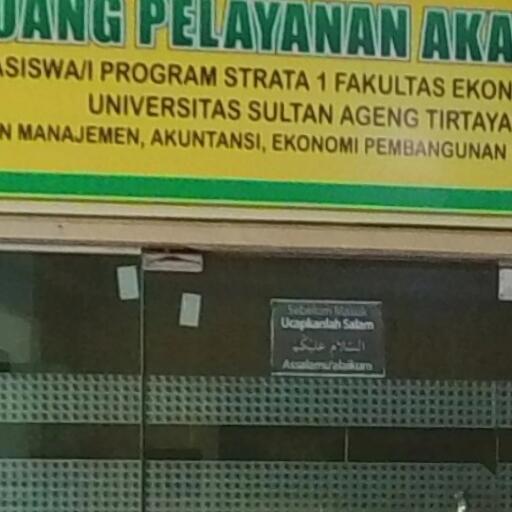 UANG PELAYANAN AKA
ASISWA/I PROGRAM STRATA 1 FAKULTAS EKON
UNIVERSITAS SULTAN AGENG TIRTAYA
N MANAJEMEN, AKUNTANSI, EKONOMI PEMBANGUNAN
Sebelum Masuk
Ucapkanlah Salam
السلام عليكم
Assalamu'alaikum